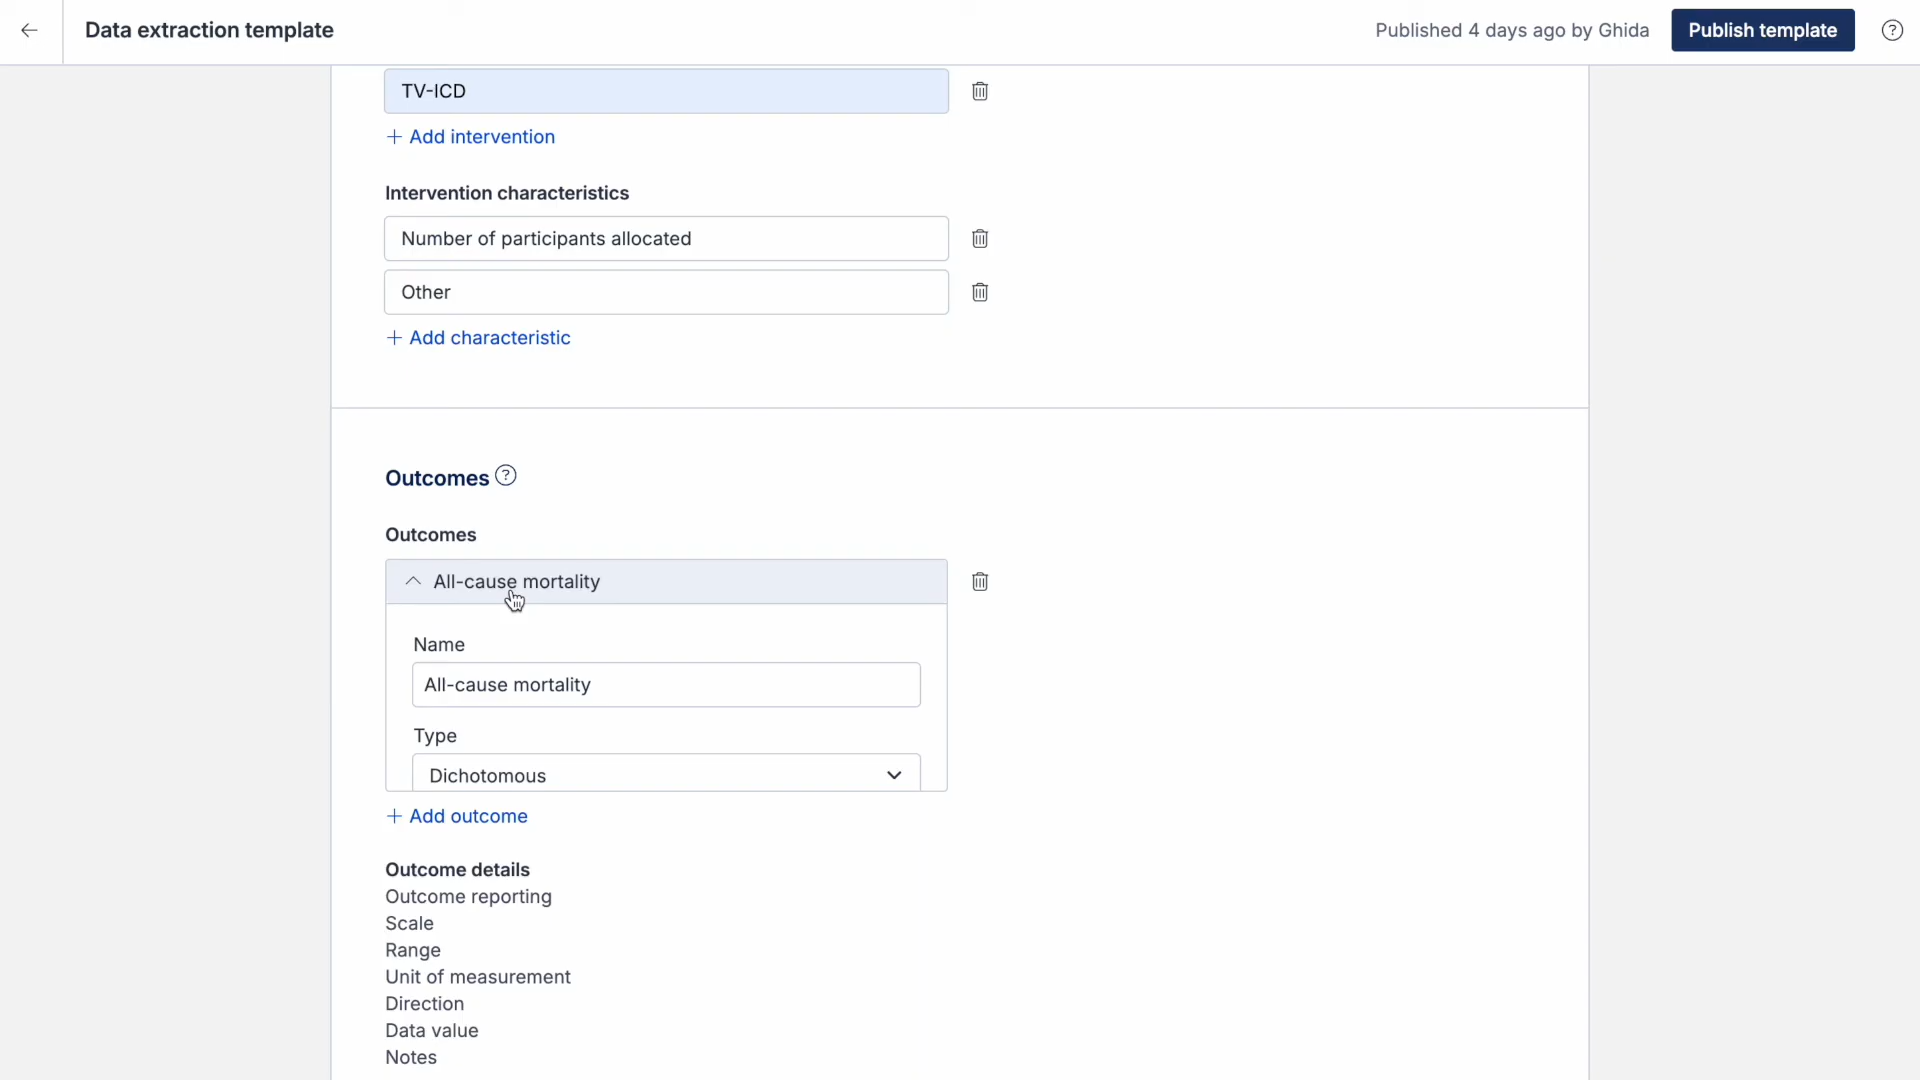 Data extraction template
Published 4 days ago by Ghida
Publish template
TV-ICD
Add intervention
Intervention characteristics
Number of participants allocated
Other
Add characteristic
Outcomes
Outcomes
All-cause mortality
Name
All-cause mortality
Type
Dichotomous
Add outcome
Outcome details
Outcome reporting
Scale
Range
Unit of measurement
Direction
Data value
Notes